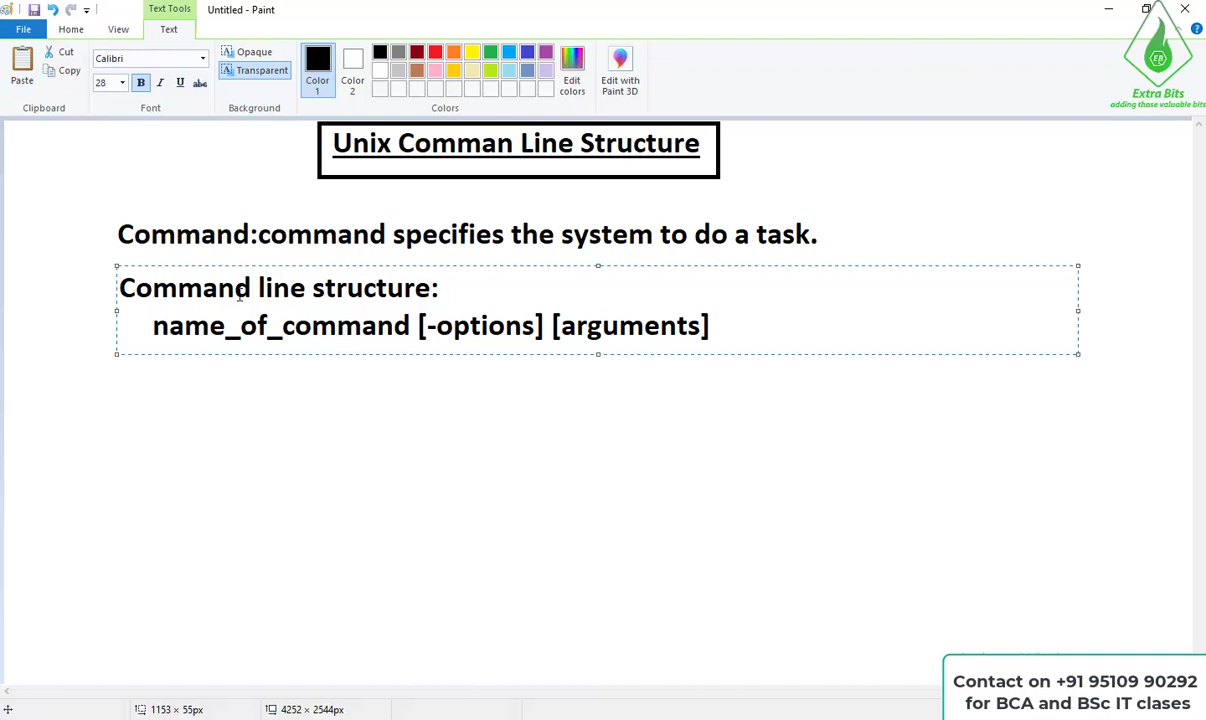 Text Tools
Untitled - Paint
File
Home
View
Text
Paste
Cut
Copy
Clipboard
Calibri
28
B
I
U
abc
Font
Opaque
Transparent
Background
Color
1
Color
2
Colors
Edit
colors
Edit with
Paint 3D
EB
Extra Bits
adding those valuable bits
Unix Comman Line Structure
Command:command specifies the system to do a task.
Command line structure:
name_of_command [-options] [arguments]
Contact on +91 95109 90292
for BCA and BSc IT clases
1153 × 55px
4252 × 2544px